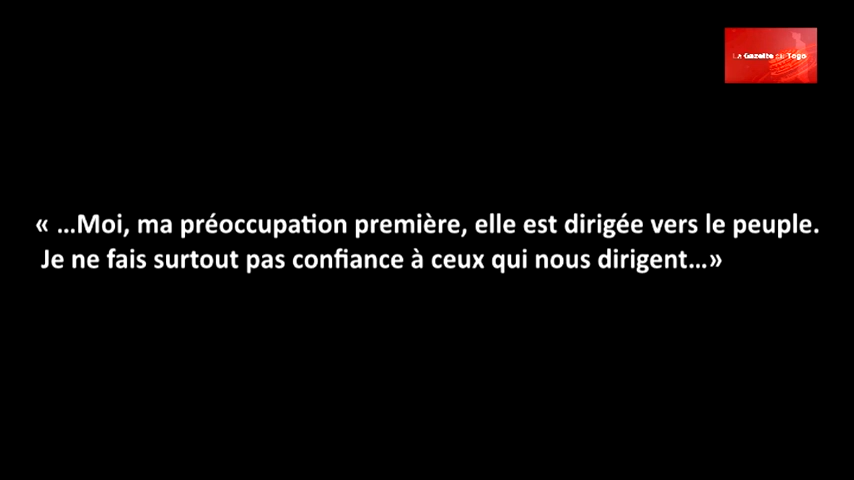 La Gazette du Togo
« …Moi, ma préoccupation première, elle est dirigée vers le peuple.
Je ne fais surtout pas confiance à ceux qui nous dirigent…»